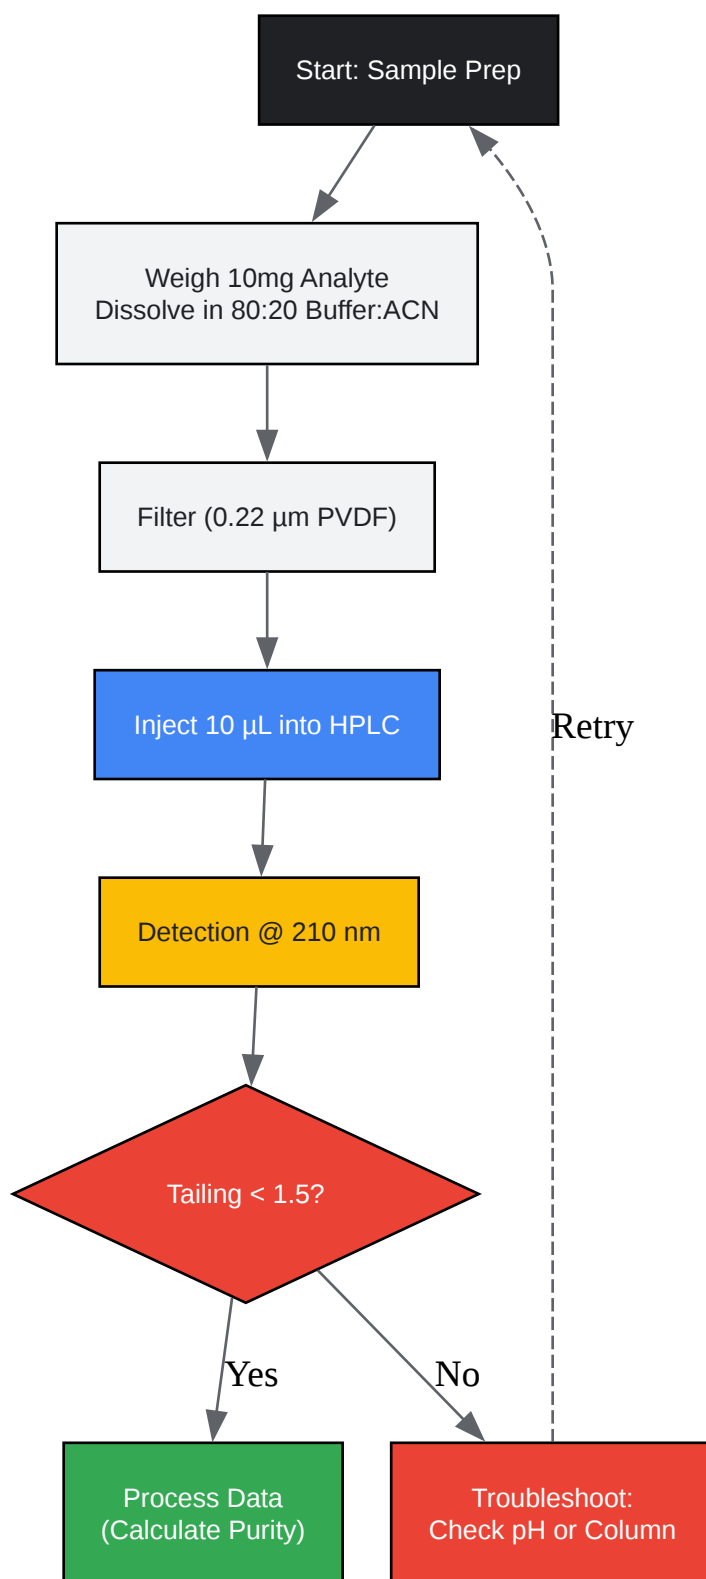 Start: Sample Prep
Weigh 10mg Analyte
Dissolve in 80:20 Buffer:ACN
Filter (0.22 µm PVDF)
Inject 10 µL into HPLC
Retry
Detection @ 210 nm
Tailing < 1.5?
Yes
No
Process Data
(Calculate Purity)
Troubleshoot:
Check pH or Column